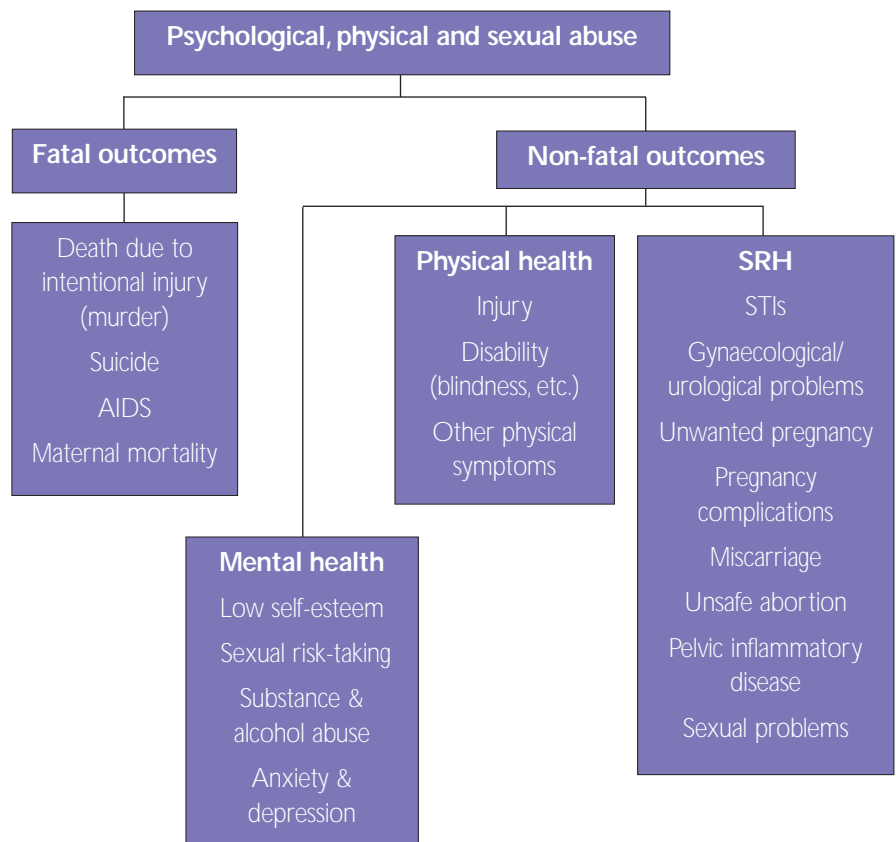 Psychological, physical and sexual abuse
Fatal outcomes
Non-fatal outcomes
Death due to
intentional injury
(murder)
Suicide
AIDS
Maternal mortality
Physical health
Injury
Disability
(blindness, etc.)
Other physical
symptoms
SRH
STIs
Gynaecological/
urological problems
Unwanted pregnancy
Pregnancy
complications
Miscarriage
Unsafe abortion
Pelvic inflammatory
disease
Sexual problems
Mental health
Low self-esteem
Sexual risk-taking
Substance &
alcohol abuse
Anxiety &
depression